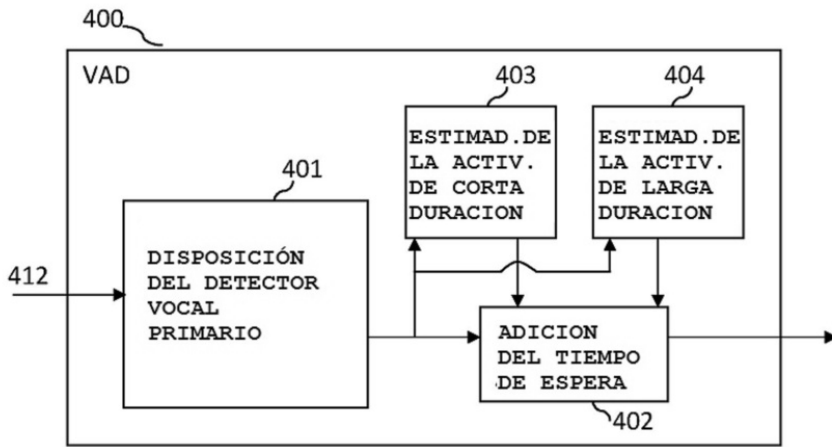 400
VAD
403
404
ESTIMAD.DE
LA ACTIV.
DE CORTA
DURACION
ESTIMAD.DE
LA ACTIV.
DE LARGA
DURACION
401
DISPOSICIÓN
DEL DETECTOR
VOCAL
PRIMARIO
412
ADICION
DEL TIEMPO
DE ESPERA
402